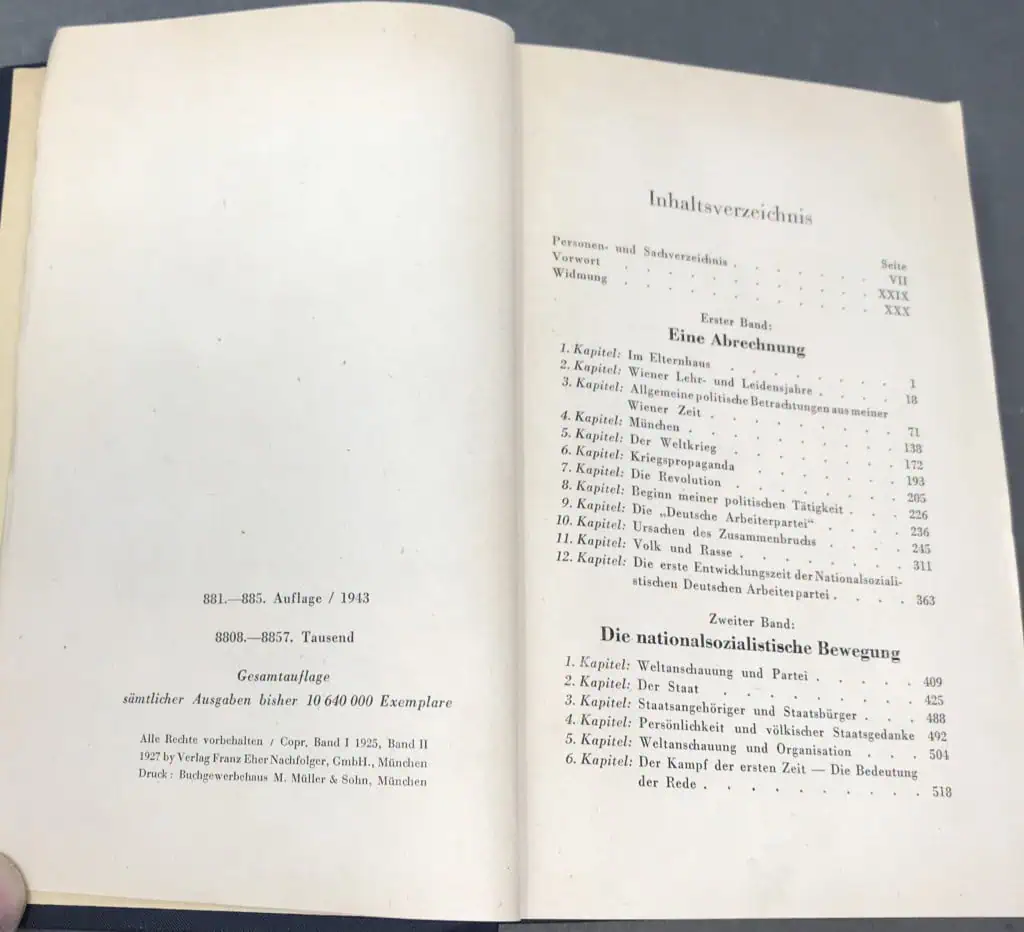 881.—885. Auflage / 1943
8808.—8857. Tausend
Gesamtauflage
sämtlicher Ausgaben bisher 10 640 000 Exemplare
Alle Rechte vorbehalten / Copr. Band I 1925, Band II
1927 by Verlag Franz Eher Nachfolger, GmbH., München
Druck: Buchgewerbehaus M. Müller & Sohn, München
Inhaltsverzeichnis
Seite
Personen- und Sachverzeichnis . . . . . . . VII
Vorwort . . . . . . . . . . . XXIX
Widmung . . . . . . . . . . . XXX
Erster Band:
Eine Abrechnung
1. Kapitel: Im Elternhaus . . . . . . . . 1
2. Kapitel: Wiener Lehr- und Leidensjahre . . . . 18
3. Kapitel: Allgemeine politische Betrachtungen aus meiner
Wiener Zeit . . . . . . . . 71
4. Kapitel: München . . . . . . . . . 138
5. Kapitel: Der Weltkrieg . . . . . . . . 172
6. Kapitel: Kriegspropaganda . . . . . . . 193
7. Kapitel: Die Revolution . . . . . . . . 205
8. Kapitel: Beginn meiner politischen Tätigkeit . . . 226
9. Kapitel: Die „Deutsche Arbeiterpartei“ . . . . 236
10. Kapitel: Ursachen des Zusammenbruchs . . . . 245
11. Kapitel: Volk und Rasse . . . . . . . . 311
12. Kapitel: Die erste Entwicklungszeit der Nationalsoziali-
stischen Deutschen Arbeiterpartei . . . . 363
Zweiter Band:
Die nationalsozialistische Bewegung
1. Kapitel: Weltanschauung und Partei . . . . . 409
2. Kapitel: Der Staat . . . . . . . . . 425
3. Kapitel: Staatsangehöriger und Staatsbürger . . . 488
4. Kapitel: Persönlichkeit und völkischer Staatsgedanke 492
5. Kapitel: Weltanschauung und Organisation . . . 504
6. Kapitel: Der Kampf der ersten Zeit — Die Bedeutung
der Rede . . . . . . . . . 518